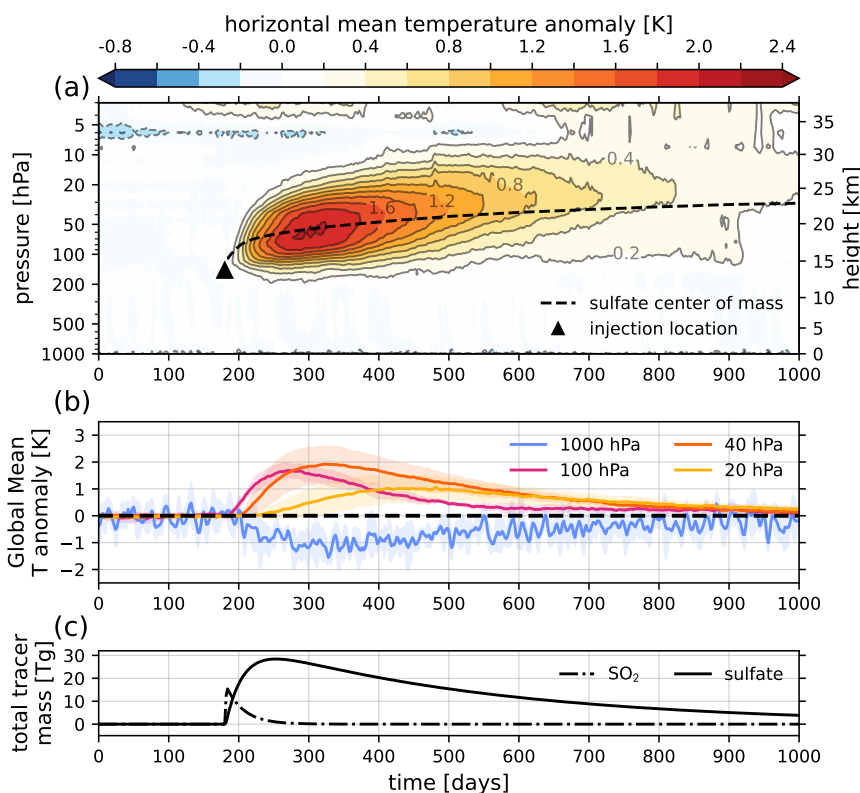 horizontal mean temperature anomaly [K]
-0.8 -0.4 0.0 0.4 0.8 1.2 1.6 2.0 2.4
(a)
pressure [hPa]
5
10
20
50
100
200
500
1000
height [km]
35
30
25
20
15
10
5
0
0.4
0.8
1.2
1.6
0.2
sulfate center of mass
injection location
0 100 200 300 400 500 600 700 800 900 1000
(b)
Global Mean
T anomaly [K]
3
2
1
0
−1
−2
1000 hPa
100 hPa
40 hPa
20 hPa
0 100 200 300 400 500 600 700 800 900 1000
(c)
total tracer
mass [Tg]
30
20
10
0
SO₂
sulfate
0 100 200 300 400 500 600 700 800 900 1000
time [days]